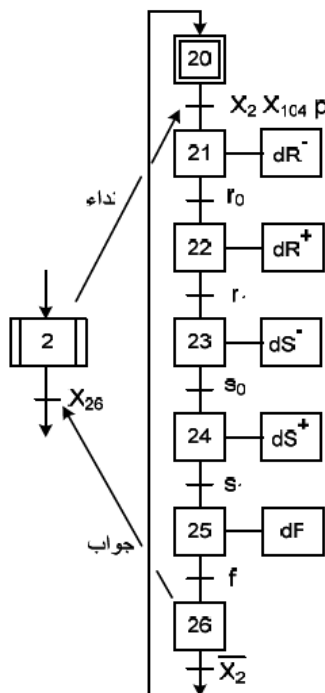 20
X₂ X₁₀₄ p
21 dR⁻
نداء
r₀
22 dR⁺
r₁
2
23 dS⁻
X₂₆
s₀
24 dS⁺
s₁
جواب
25 dF
f
26
X̅₂